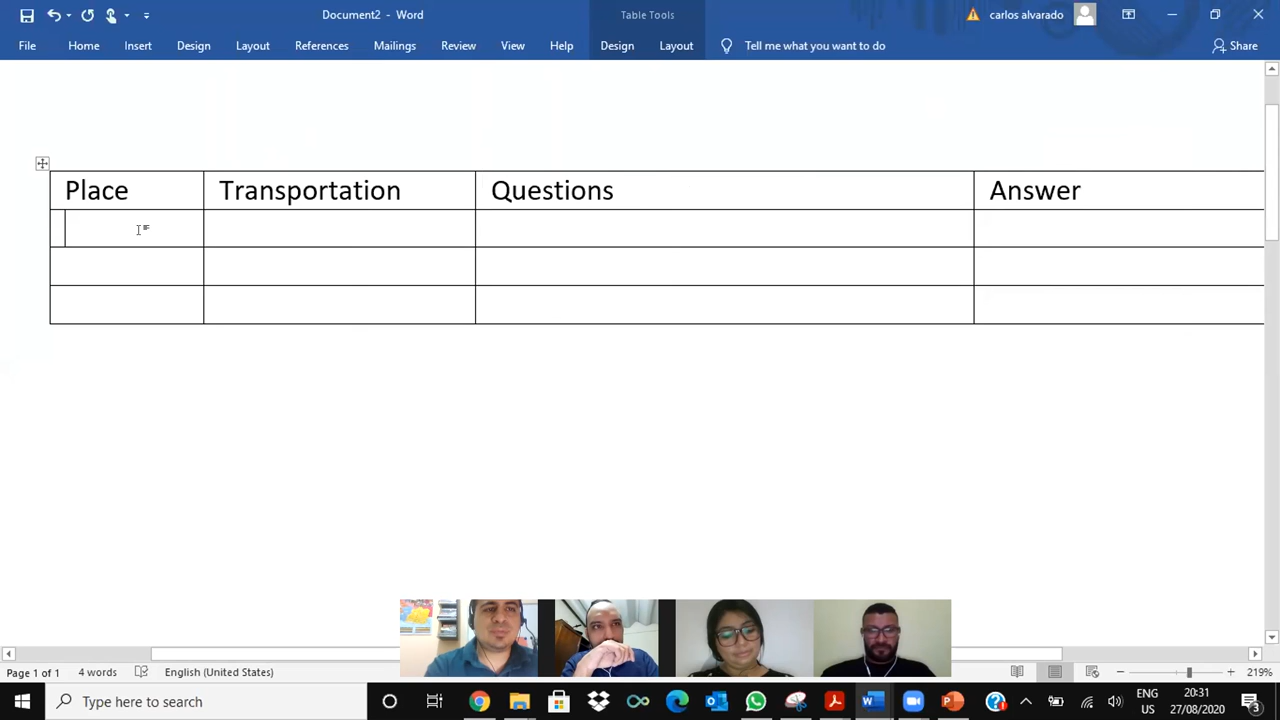 Document2 - Word
Table Tools
carlos alvarado
File
Home
Insert
Design
Layout
References
Mailings
Review
View
Help
Design
Layout
Tell me what you want to do
Share
Place
Transportation
Questions
Answer
Page 1 of 1
4 words
English (United States)
219%
Type here to search
ENG
US
20:31
27/08/2020
3